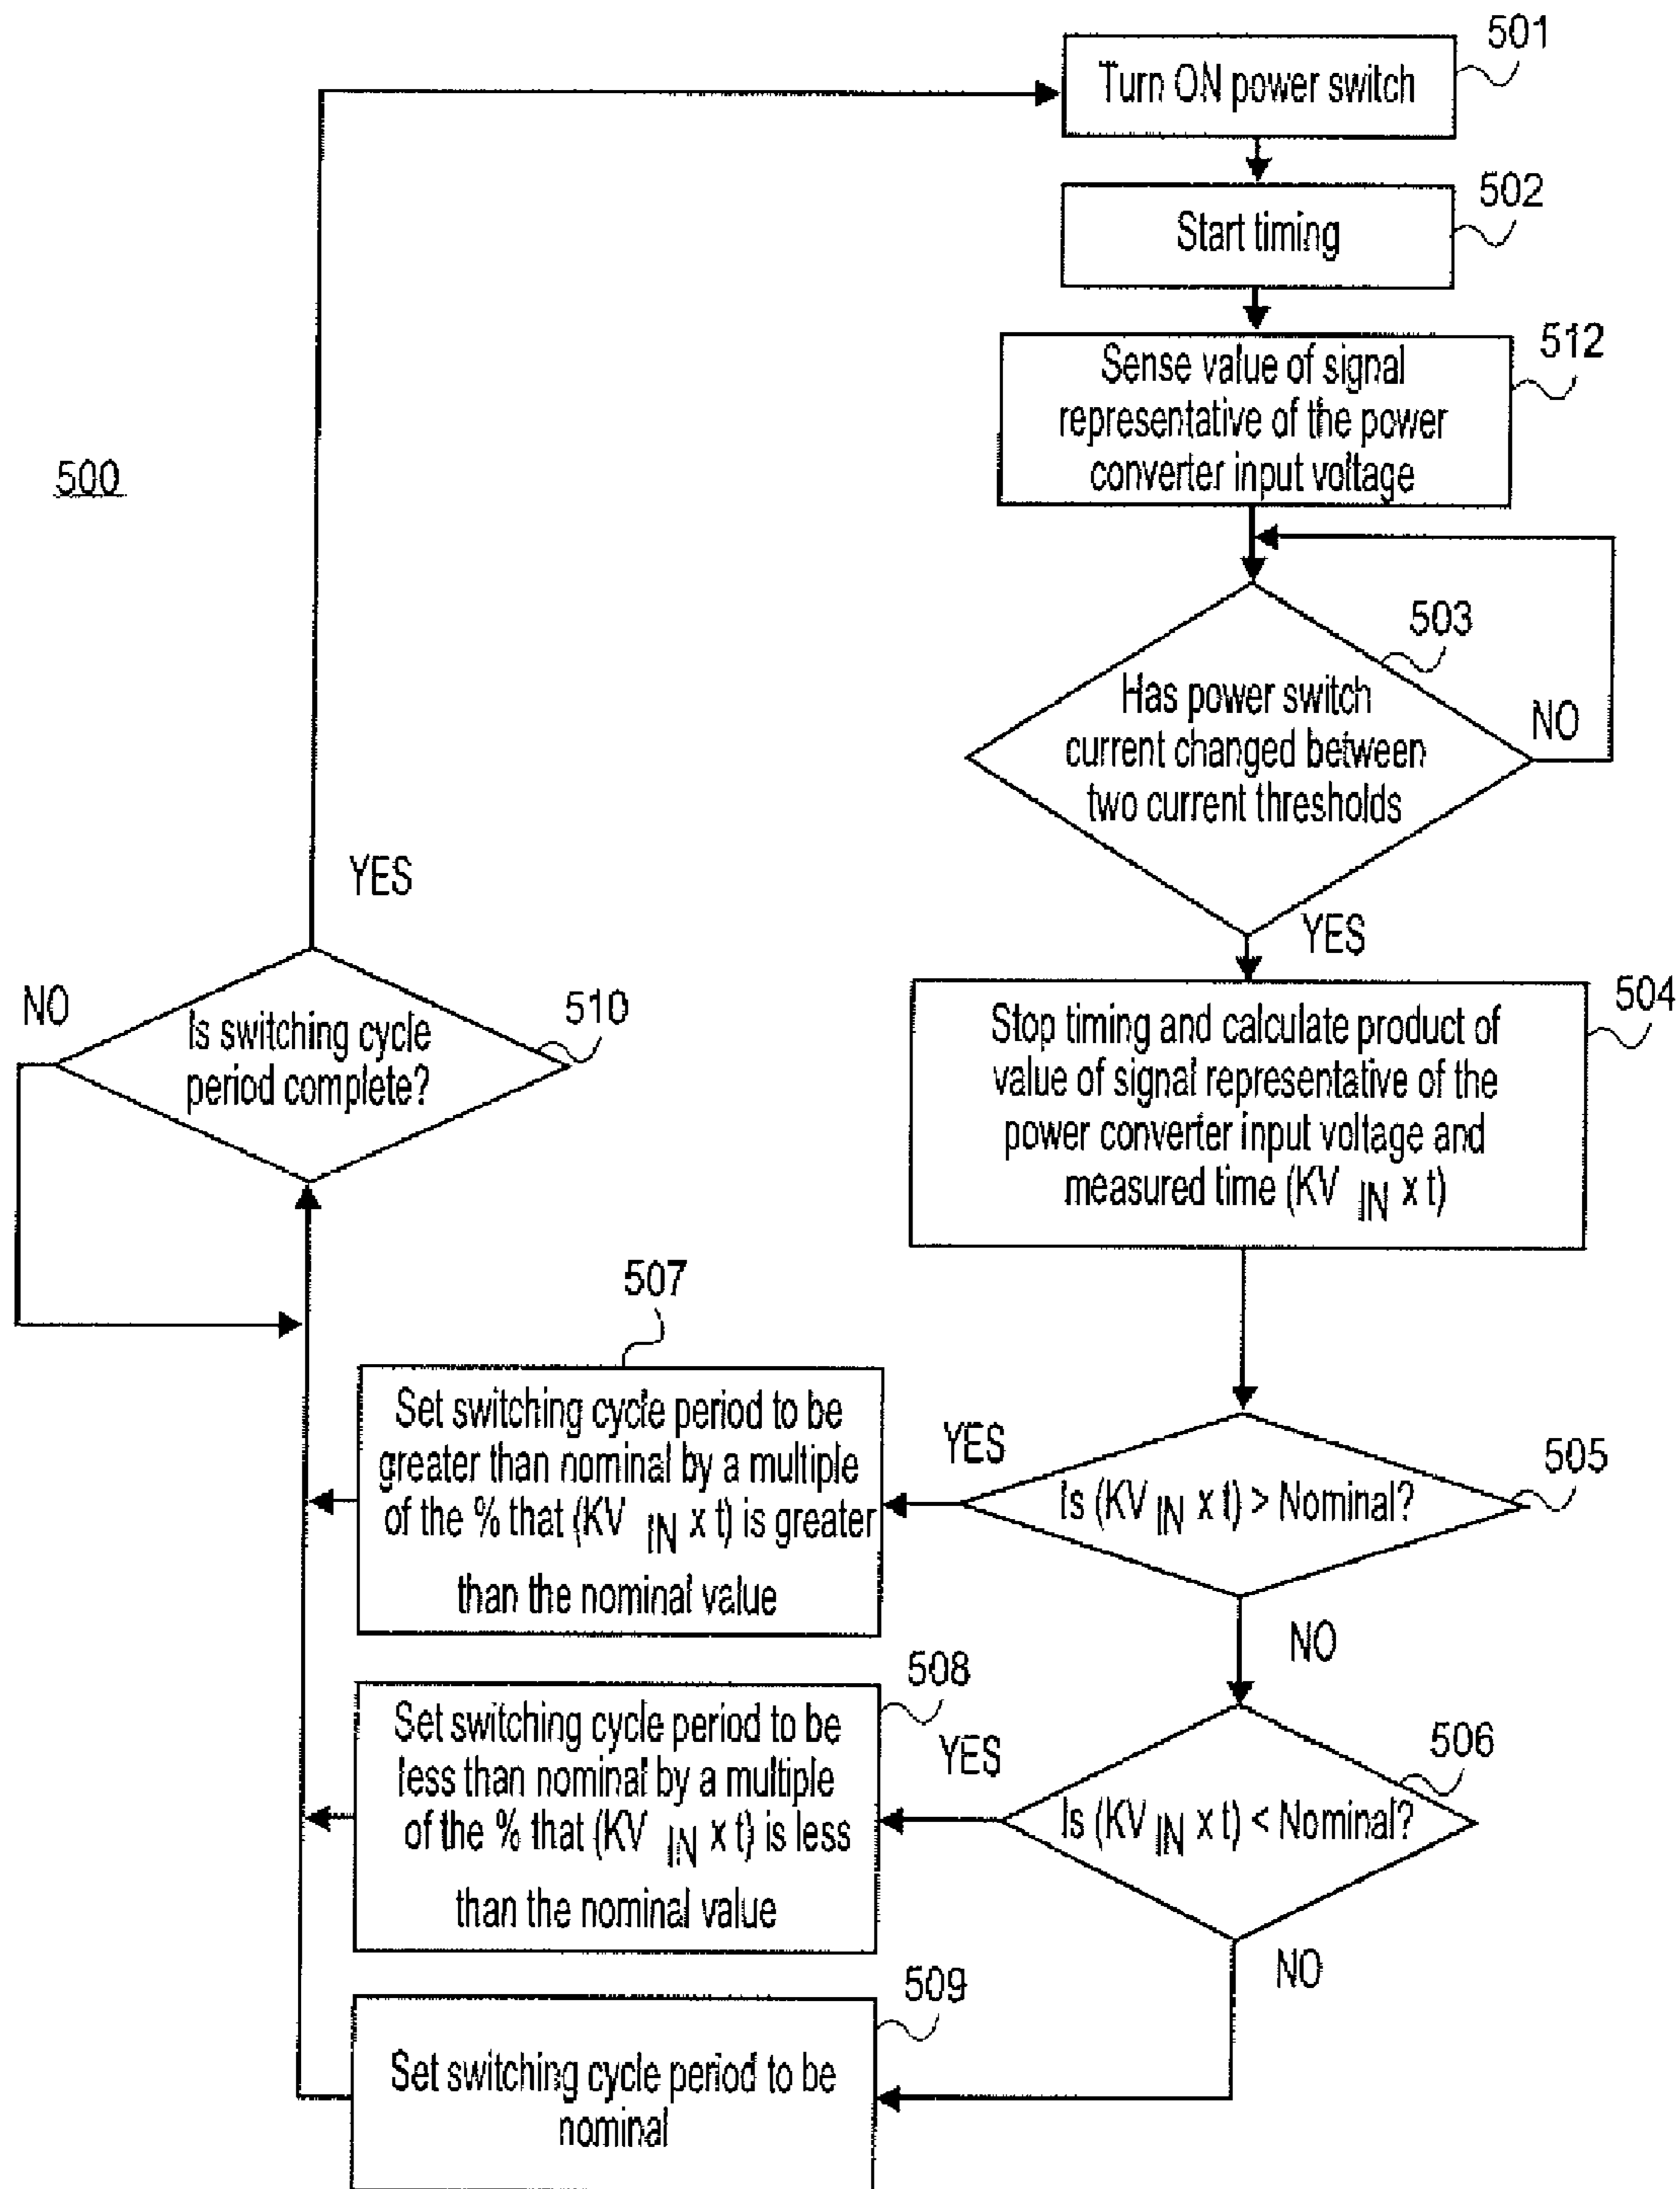 501
Turn ON power switch
502
Start timing
512
Sense value of signal
representative of the power
converter input voltage
500
503
Has power switch
current changed between
two current thresholds
NO
YES
YES
504
Stop timing and calculate product of
value of signal representative of the
power converter input voltage and
measured time (KV IN x t)
NO
510
Is switching cycle
period complete?
507
Set switching cycle period to be
greater than nominal by a multiple
of the % that (KV IN x t) is greater
than the nominal value
YES
505
Is (KV IN x t) > Nominal?
NO
508
Set switching cycle period to be
less than nominal by a multiple
of the % that (KV IN x t) is less
than the nominal value
YES
506
Is (KV IN x t) < Nominal?
NO
509
Set switching cycle period to be
nominal